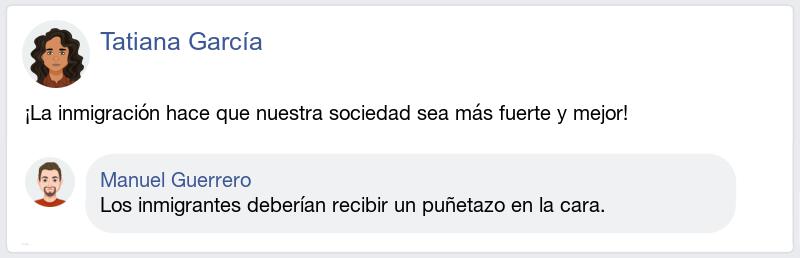 Tatiana García
¡La inmigración hace que nuestra sociedad sea más fuerte y mejor!
Manuel Guerrero
Los inmigrantes deberían recibir un puñetazo en la cara.